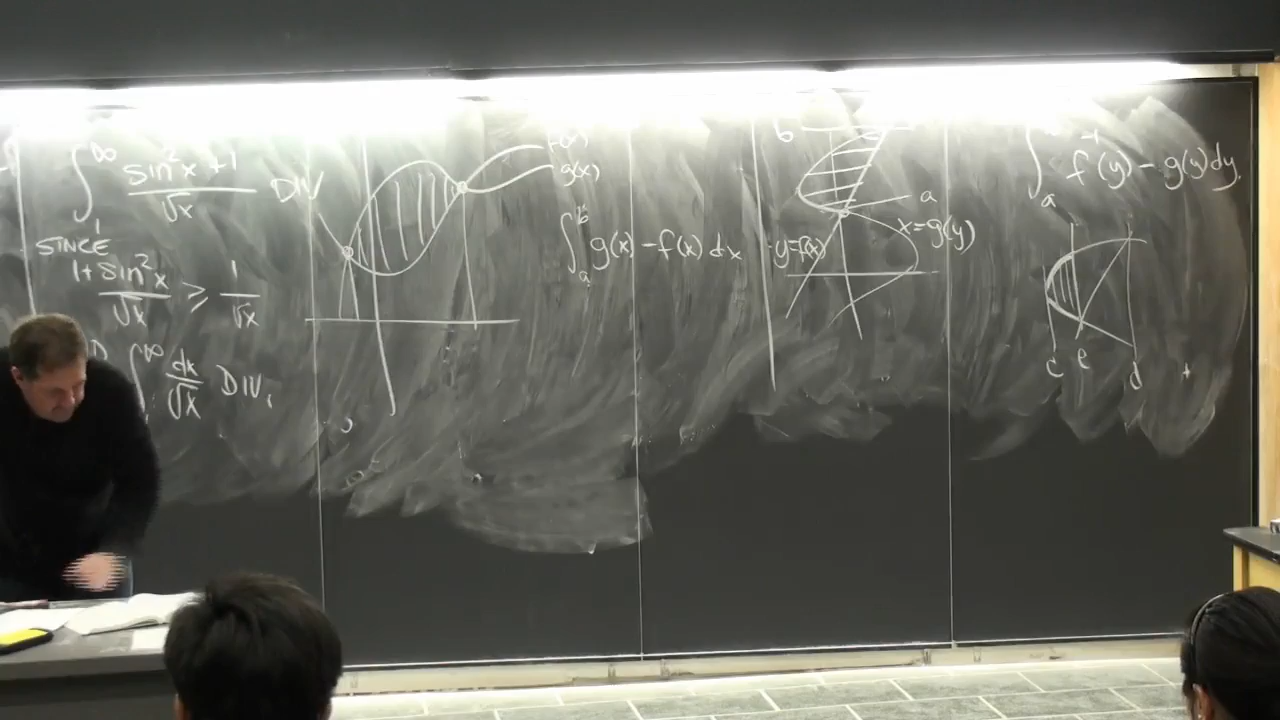 ∫₁^∞ (sin²x + 1)/√x DIV
SINCE
(1 + sin²x)/√x ≥ 1/√x
∫^∞ dx/√x DIV.
g(x)
∫ₐᵇ g(x) - f(x) dx
b
a
x = g(y)
y = f(x)
∫ₐ f⁻¹(y) - g(y) dy
c e d